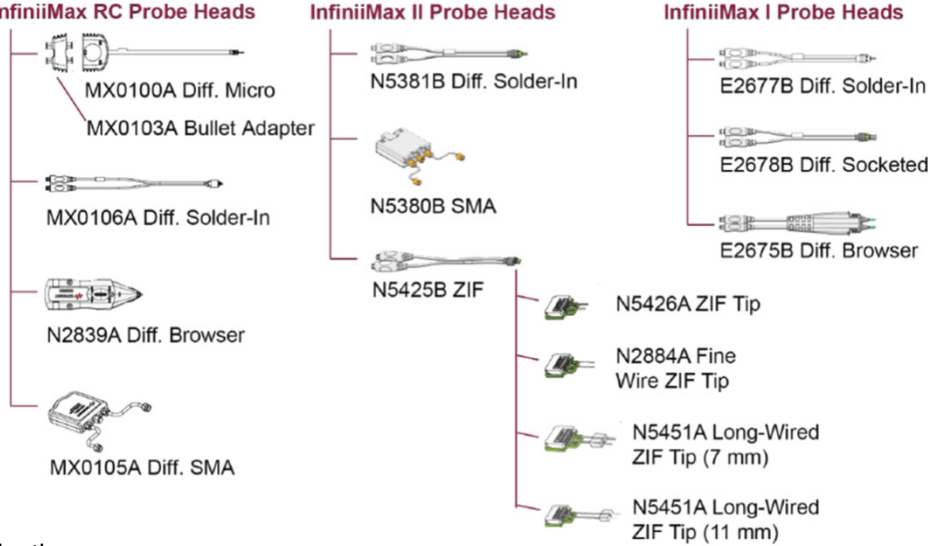 nfiniiMax RC Probe Heads
MX0100A Diff. Micro
MX0103A Bullet Adapter
MX0106A Diff. Solder-In
N2839A Diff. Browser
MX0105A Diff. SMA
InfiniiMax II Probe Heads
N5381B Diff. Solder-In
N5380B SMA
N5425B ZIF
N5426A ZIF Tip
N2884A Fine
Wire ZIF Tip
N5451A Long-Wired
ZIF Tip (7 mm)
N5451A Long-Wired
ZIF Tip (11 mm)
InfiniiMax I Probe Heads
E2677B Diff. Solder-In
E2678B Diff. Socketed
E2675B Diff. Browser